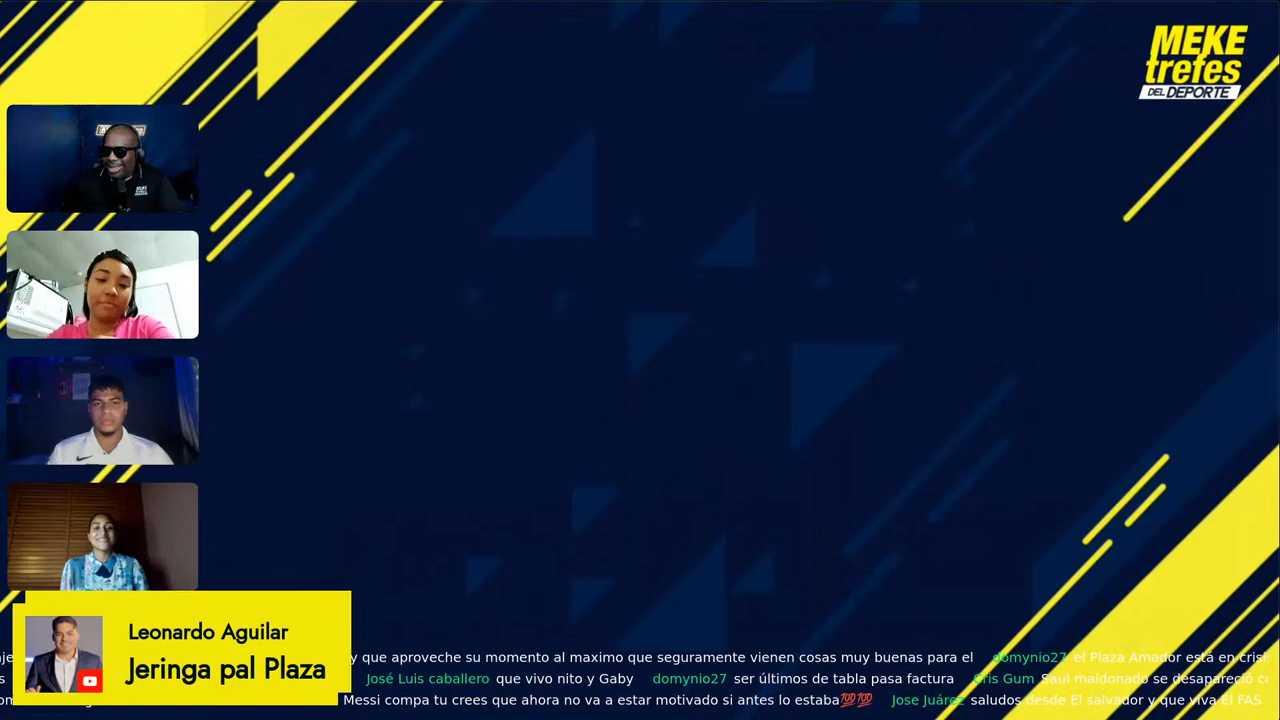 MEKE
trefes
DEL DEPORTE
MEKE
Leonardo Aguilar
Jeringa pal Plaza
y que aproveche su momento al maximo que seguramente vienen cosas muy buenas para el domynio27 el Plaza Amador está en crisi
José Luis caballero que vivo nito y Gaby domynio27 ser últimos de tabla pasa factura Cris Gum Saul maldonado se desapareció
Messi compa tu crees que ahora no va a estar motivado si antes lo estaba💯💯 Jose Juárez saludos desde El salvador y que viva El FAS